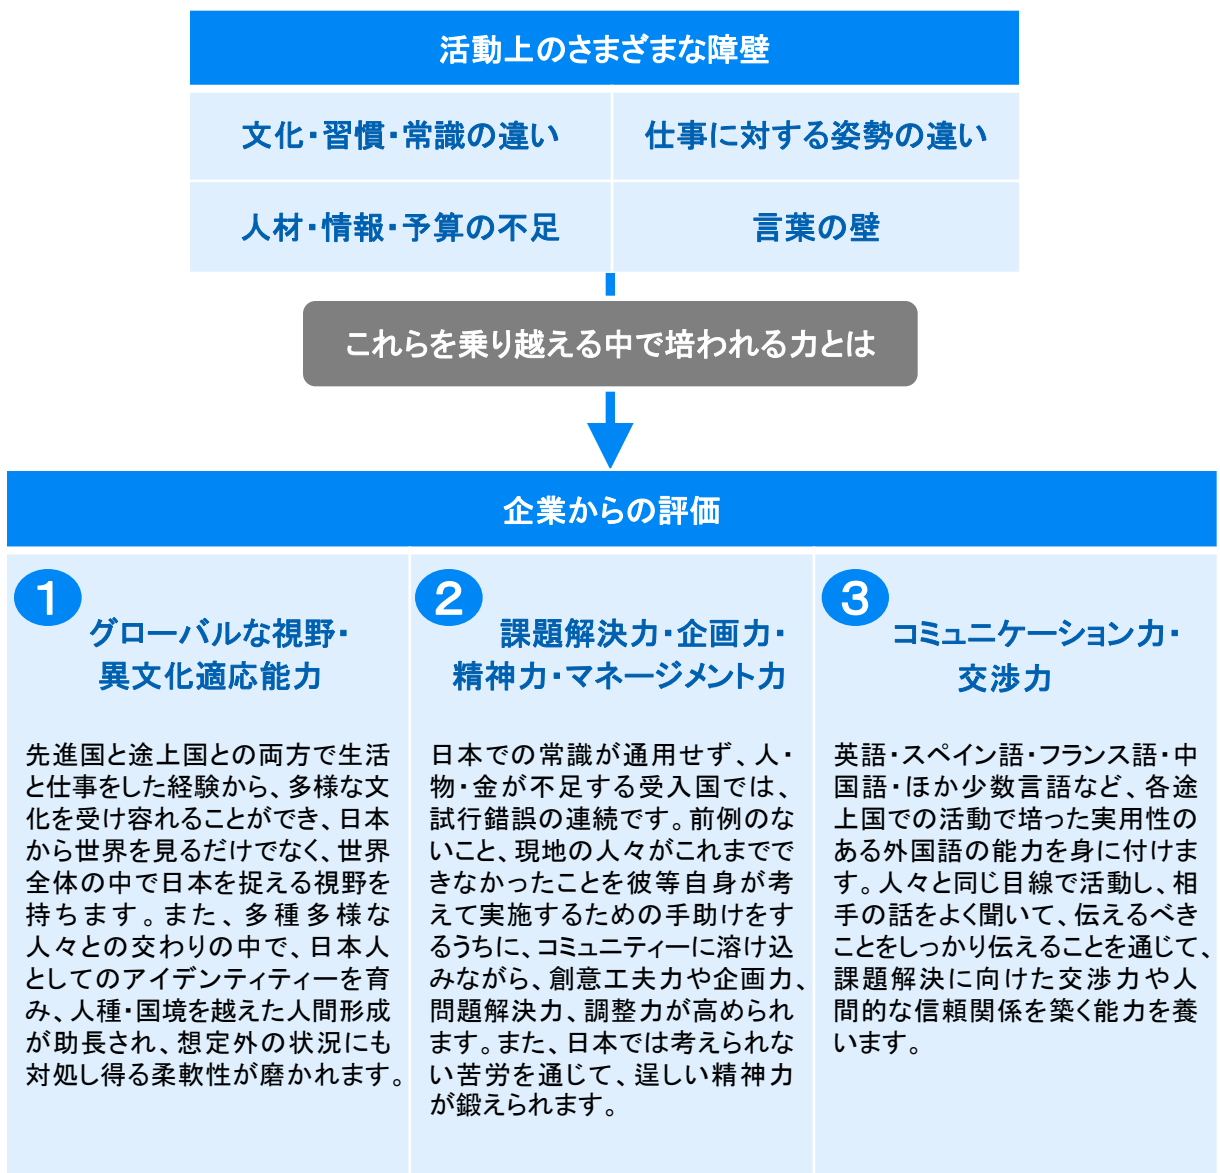 活動上のさまざまな障壁
文化・習慣・常識の違い
仕事に対する姿勢の違い
人材・情報・予算の不足
言葉の壁
これらを乗り越える中で培われる力とは
企業からの評価
1
グローバルな視野・
異文化適応能力
先進国と途上国との両方で生活
と仕事をした経験から、多様な文
化を受け容れることができ、日本
から世界を見るだけでなく、世界
全体の中で日本を捉える視野を
持ちます。また、多種多様な
人々との交わりの中で、日本人
としてのアイデンティティーを育
み、人種・国境を越えた人間形成
が助長され、想定外の状況にも
対処し得る柔軟性が磨かれます。
2
課題解決力・企画力・
精神力・マネージメント力
日本での常識が通用せず、人・
物・金が不足する受入国では、
試行錯誤の連続です。前例のな
いこと、現地の人々がこれまでで
きなかったことを彼等自身が考
えて実施するための手助けをす
るうちに、コミュニティーに溶け込
みながら、創意工夫力や企画力、
問題解決力、調整力が高められ
ます。また、日本では考えられな
い苦労を通じて、逞しい精神力
が鍛えられます。
3
コミュニケーション力・
交渉力
英語・スペイン語・フランス語・中
国語・ほか少数言語など、各途
上国での活動で培った実用性の
ある外国語の能力を身に付けま
す。人々と同じ目線で活動し、相
手の話をよく聞いて、伝えるべき
ことをしっかり伝えることを通じて、
課題解決に向けた交渉力や人
間的な信頼関係を築く能力を養
います。